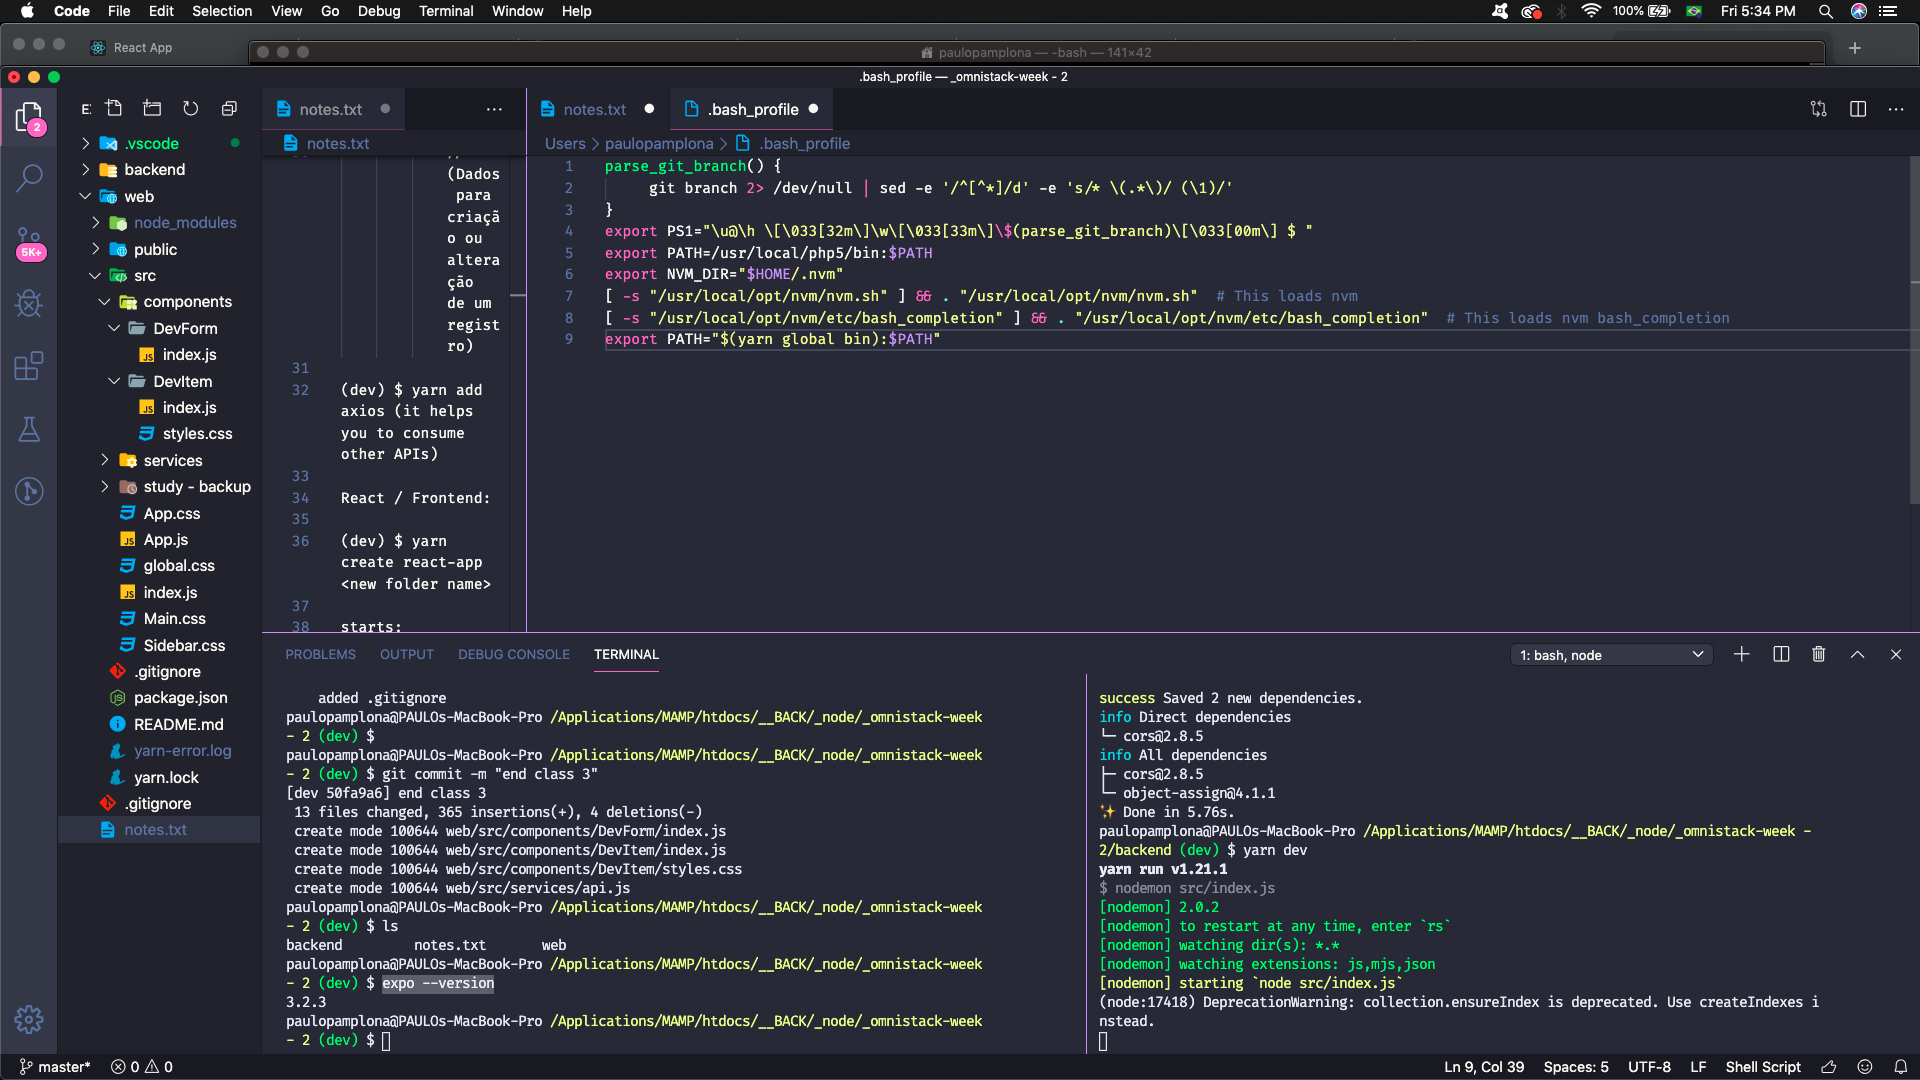 Code File Edit Selection View Go Debug Terminal Window Help
100% Fri 5:34 PM
React App
paulopamplona — -bash — 141×42
.bash_profile — _omnistack-week - 2
E:
notes.txt
notes.txt
.bash_profile
notes.txt
Users > paulopamplona > .bash_profile
2
5K+
.vscode
backend
web
node_modules
public
src
components
DevForm
index.js
DevItem
index.js
styles.css
services
study - backup
App.css
App.js
global.css
index.js
Main.css
Sidebar.css
.gitignore
package.json
README.md
yarn-error.log
yarn.lock
.gitignore
notes.txt
(Dados
para
criaçã
o ou
altera
ção
de um
regist
ro)
31
32 (dev) $ yarn add
axios (it helps
you to consume
other APIs)
33
34 React / Frontend:
35
36 (dev) $ yarn
create react-app
<new folder name>
37
38 starts:
1 parse_git_branch() {
2 git branch 2> /dev/null | sed -e '/^[^*]/d' -e 's/* \(.*\)/ (\1)/'
3 }
4 export PS1="\u@\h \[\033[32m\]\w\[\033[33m\]\$(parse_git_branch)\[\033[00m\] $ "
5 export PATH=/usr/local/php5/bin:$PATH
6 export NVM_DIR="$HOME/.nvm"
7 [ -s "/usr/local/opt/nvm/nvm.sh" ] && . "/usr/local/opt/nvm/nvm.sh"  # This loads nvm
8 [ -s "/usr/local/opt/nvm/etc/bash_completion" ] && . "/usr/local/opt/nvm/etc/bash_completion"  # This loads nvm bash_completion
9 export PATH="$(yarn global bin):$PATH"
PROBLEMS OUTPUT DEBUG CONSOLE TERMINAL
1: bash, node
added .gitignore
paulopamplona@PAULOs-MacBook-Pro /Applications/MAMP/htdocs/__BACK/_node/_omnistack-week
- 2 (dev) $
paulopamplona@PAULOs-MacBook-Pro /Applications/MAMP/htdocs/__BACK/_node/_omnistack-week
- 2 (dev) $ git commit -m "end class 3"
[dev 50fa9a6] end class 3
13 files changed, 365 insertions(+), 4 deletions(-)
create mode 100644 web/src/components/DevForm/index.js
create mode 100644 web/src/components/DevItem/index.js
create mode 100644 web/src/components/DevItem/styles.css
create mode 100644 web/src/services/api.js
paulopamplona@PAULOs-MacBook-Pro /Applications/MAMP/htdocs/__BACK/_node/_omnistack-week
- 2 (dev) $ ls
backend notes.txt web
paulopamplona@PAULOs-MacBook-Pro /Applications/MAMP/htdocs/__BACK/_node/_omnistack-week
- 2 (dev) $ expo --version
3.2.3
paulopamplona@PAULOs-MacBook-Pro /Applications/MAMP/htdocs/__BACK/_node/_omnistack-week
- 2 (dev) $
success Saved 2 new dependencies.
info Direct dependencies
└─ cors@2.8.5
info All dependencies
├─ cors@2.8.5
└─ object-assign@4.1.1
✨ Done in 5.76s.
paulopamplona@PAULOs-MacBook-Pro /Applications/MAMP/htdocs/__BACK/_node/_omnistack-week -
2/backend (dev) $ yarn dev
yarn run v1.21.1
$ nodemon src/index.js
[nodemon] 2.0.2
[nodemon] to restart at any time, enter `rs`
[nodemon] watching dir(s): *.*
[nodemon] watching extensions: js,mjs,json
[nodemon] starting `node src/index.js`
(node:17418) DeprecationWarning: collection.ensureIndex is deprecated. Use createIndexes i
nstead.
master* 0 0 Ln 9, Col 39 Spaces: 5 UTF-8 LF Shell Script